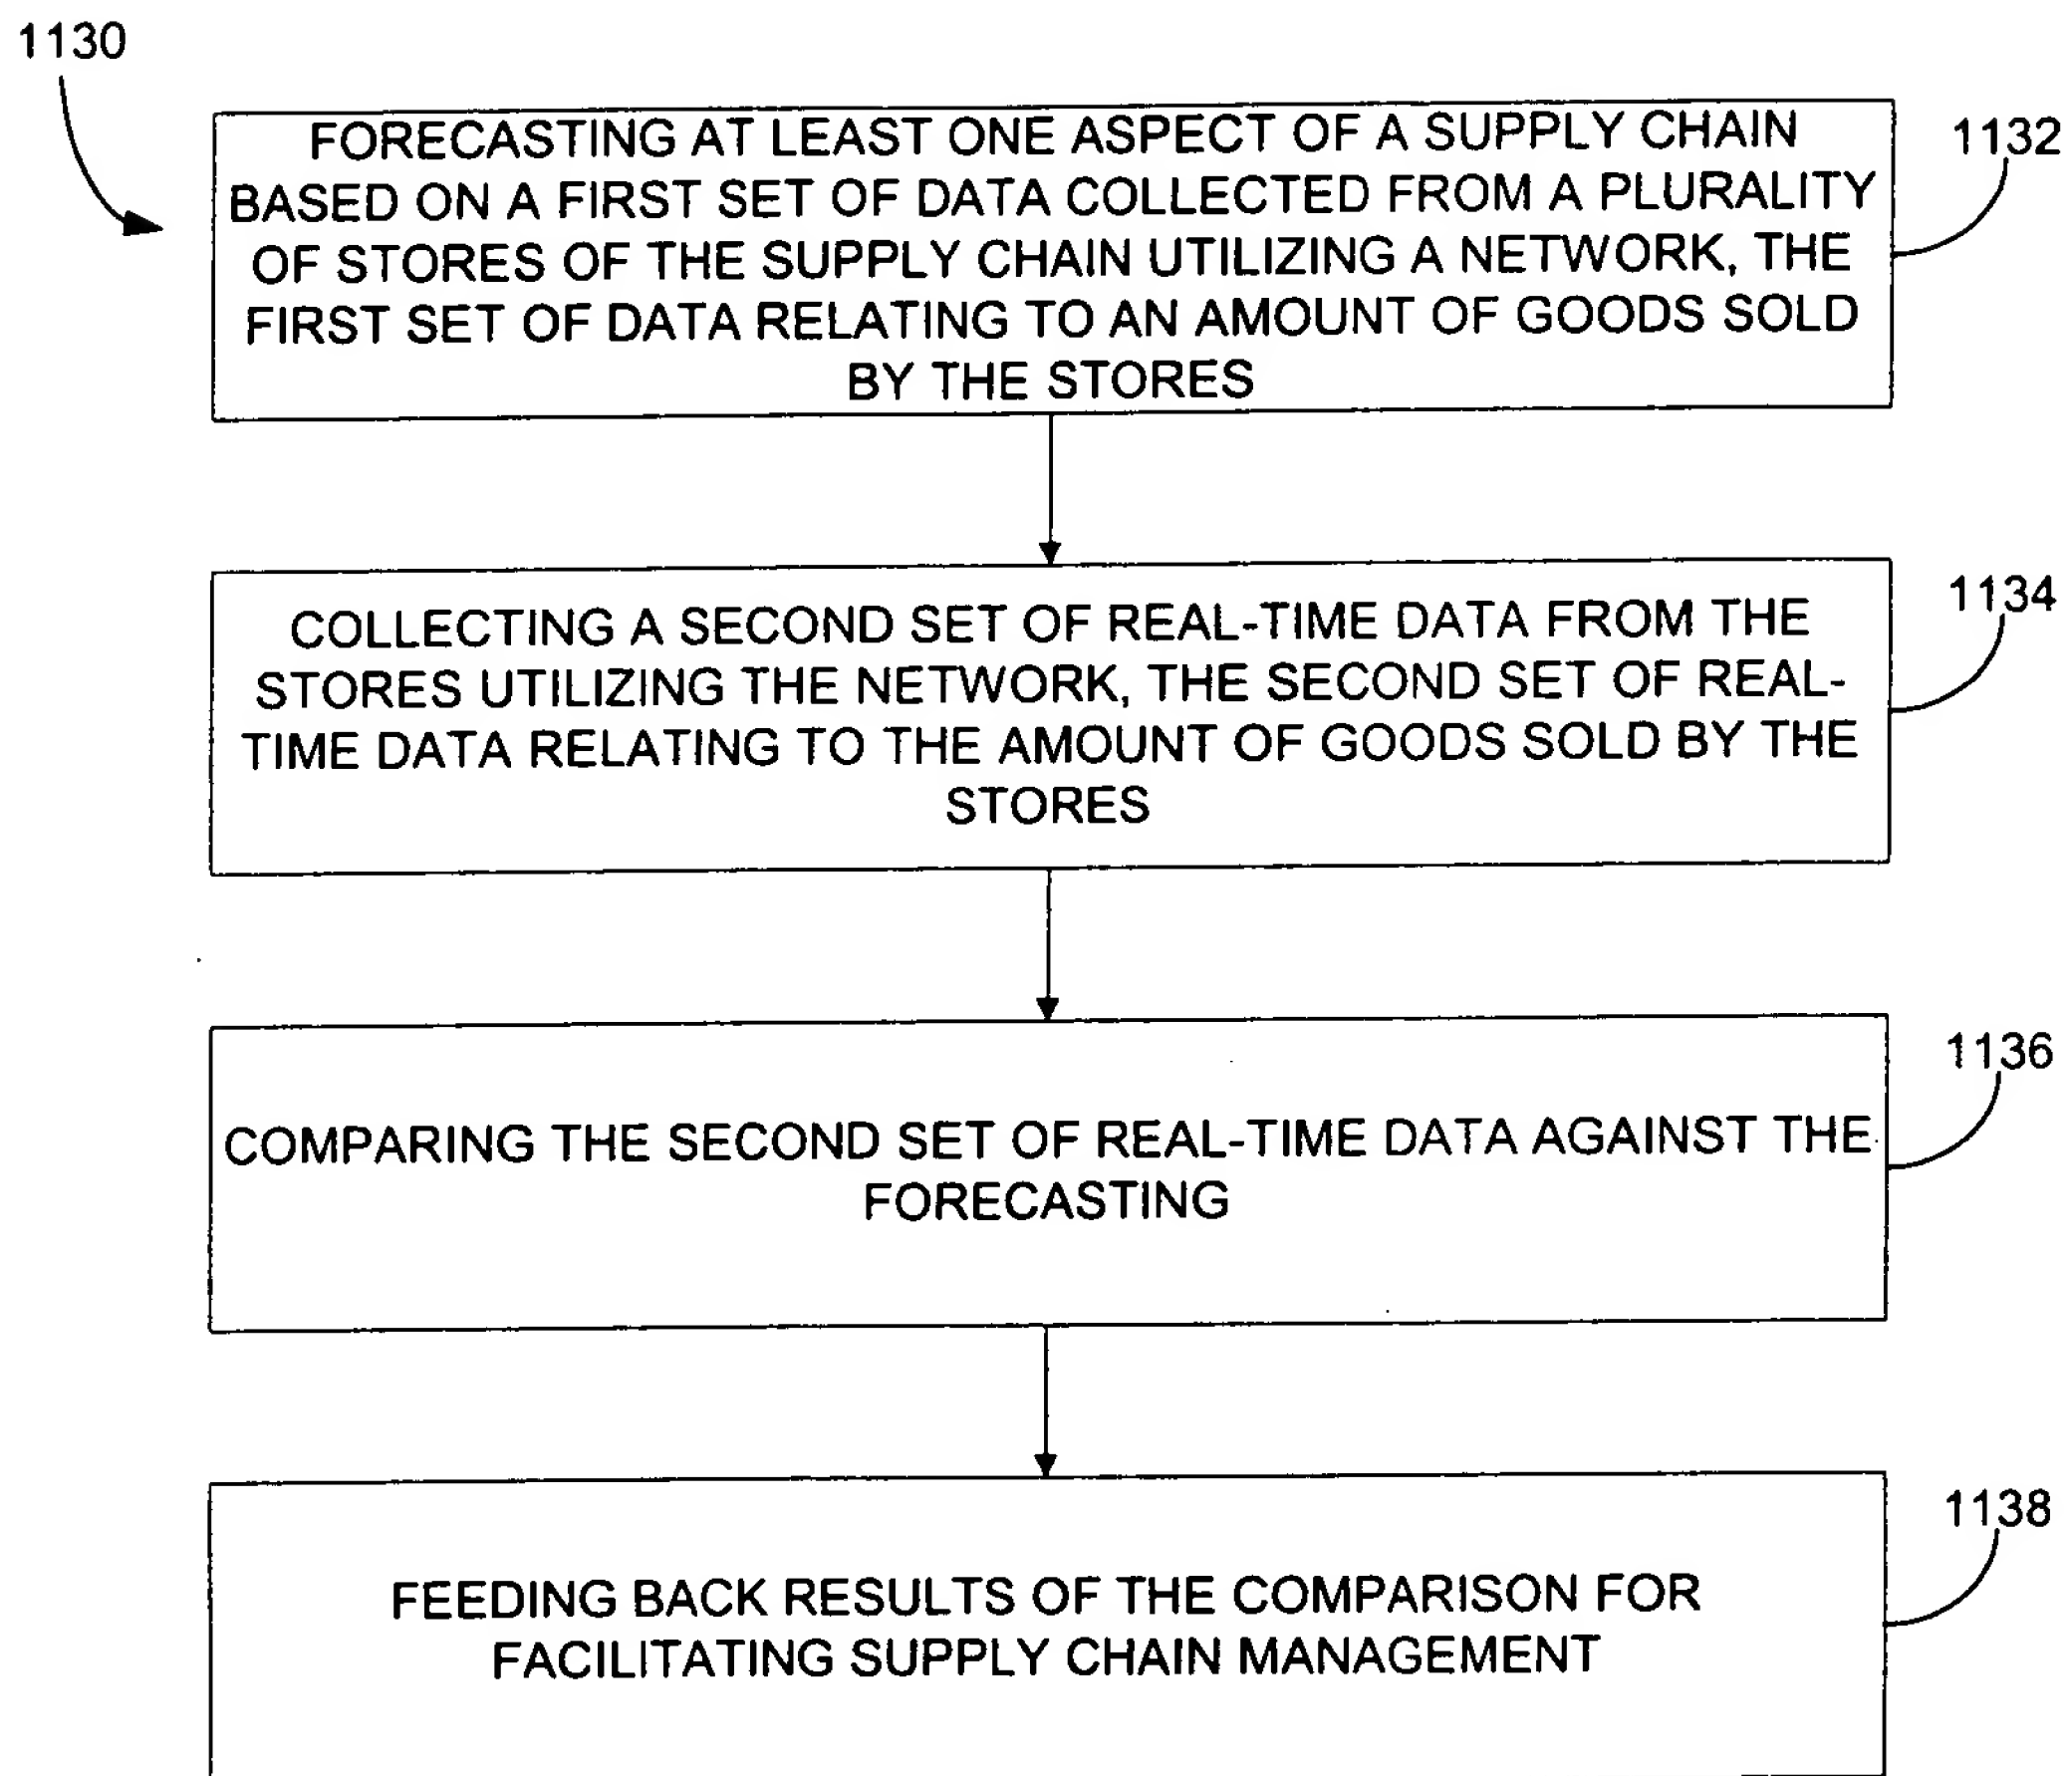 1130
FORECASTING AT LEAST ONE ASPECT OF A SUPPLY CHAIN
BASED ON A FIRST SET OF DATA COLLECTED FROM A PLURALITY
OF STORES OF THE SUPPLY CHAIN UTILIZING A NETWORK, THE
FIRST SET OF DATA RELATING TO AN AMOUNT OF GOODS SOLD
BY THE STORES
1132
COLLECTING A SECOND SET OF REAL-TIME DATA FROM THE
STORES UTILIZING THE NETWORK, THE SECOND SET OF REAL-
TIME DATA RELATING TO THE AMOUNT OF GOODS SOLD BY THE
STORES
1134
COMPARING THE SECOND SET OF REAL-TIME DATA AGAINST THE
FORECASTING
1136
FEEDING BACK RESULTS OF THE COMPARISON FOR
FACILITATING SUPPLY CHAIN MANAGEMENT
1138